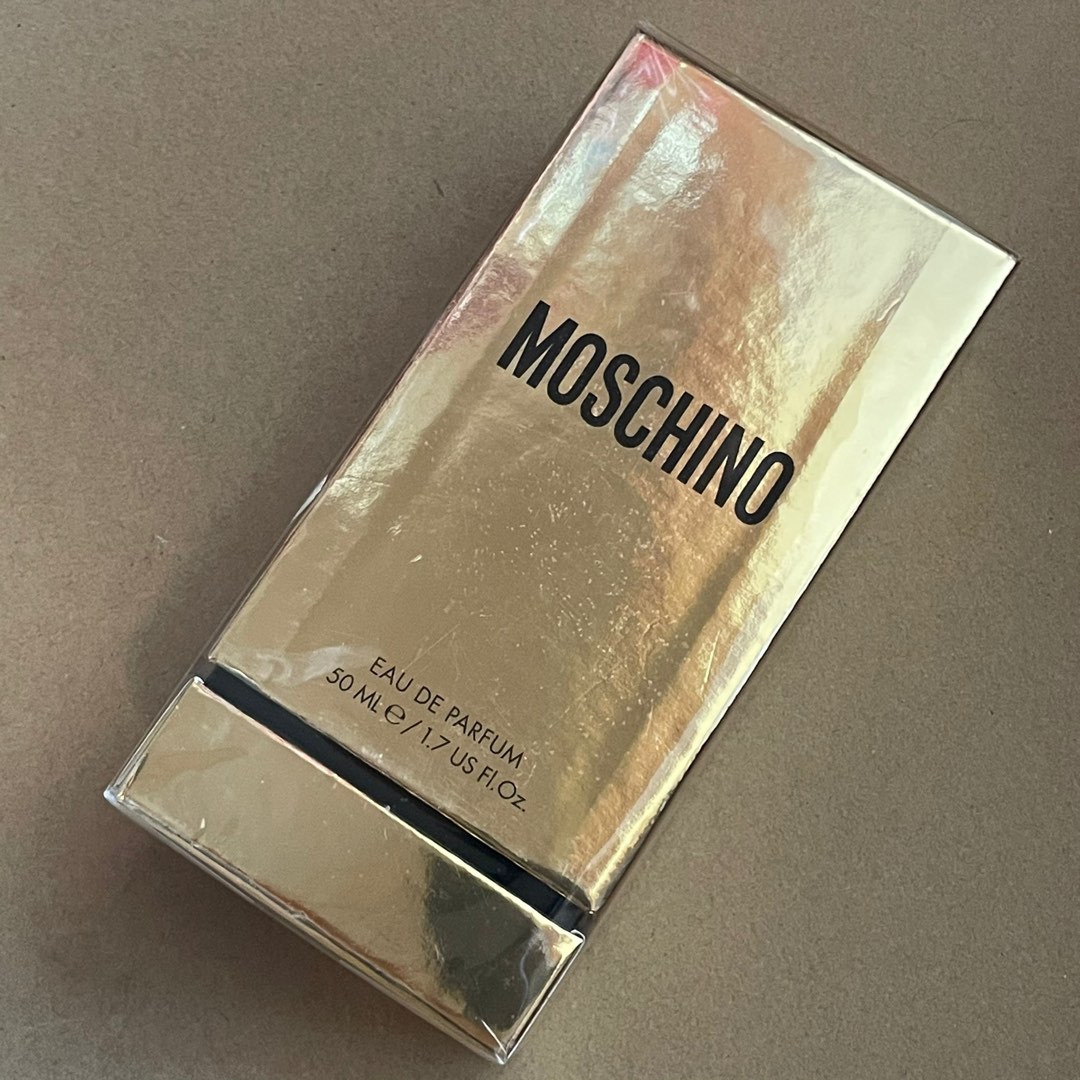 MOSCHINO
EAU DE PARFUM
50 ML ℮ / 1.7 US Fl.Oz.